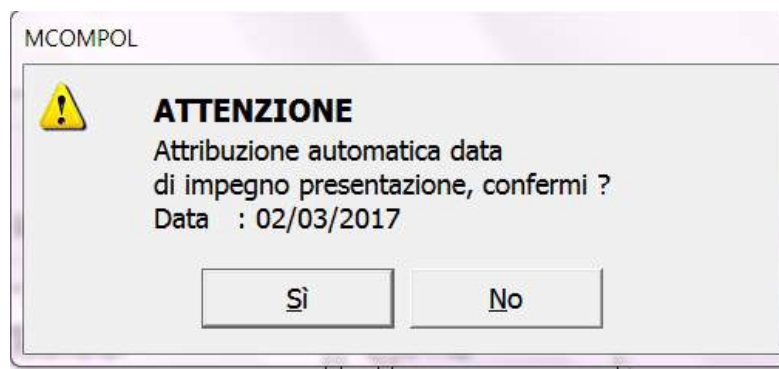 MCOMPOL
ATTENZIONE
Attribuzione automatica data
di impegno presentazione, confermi ?
Data : 02/03/2017
Sì
No